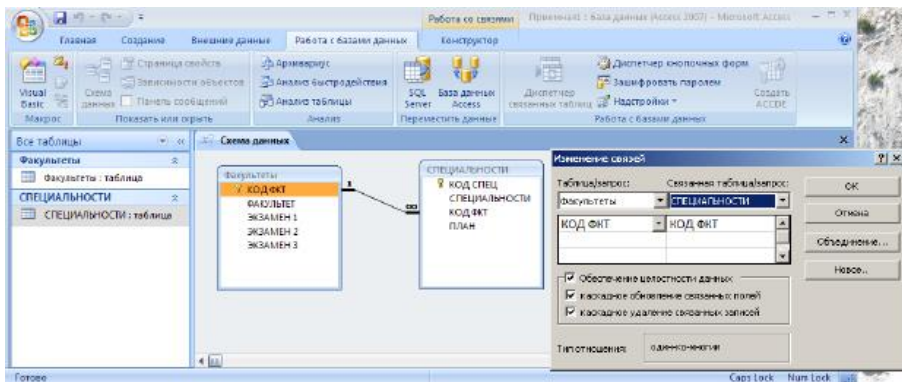 Работа со связями
Приемная1 : база данных (Access 2007) - Microsoft Access
Главная Создание Внешние данные Работа с базами данных Конструктор
Visual Basic
Схема данных
Страница свойств
Зависимости объектов
Панель сообщений
Архивариус
Анализ быстродействия
Анализ таблицы
SQL Server
База данных Access
Диспетчер связанных таблиц
Диспетчер кнопочных форм
Зашифровать паролем
Надстройки
Создать ACCDE
Макрос Показать или скрыть Анализ Переместить данные Работа с базами данных
Все таблицы
Факультеты
Факультеты : таблица
СПЕЦИАЛЬНОСТИ
СПЕЦИАЛЬНОСТИ : таблица
Схема данных
Факультеты
КОД ФКТ
ФАКУЛЬТЕТ
ЭКЗАМЕН 1
ЭКЗАМЕН 2
ЭКЗАМЕН 3
1
∞
СПЕЦИАЛЬНОСТИ
КОД СПЕЦ
СПЕЦИАЛЬНОСТИ
КОД ФКТ
ПЛАН
Изменение связей
Таблица/запрос: Связанная таблица/запрос:
Факультеты СПЕЦИАЛЬНОСТИ
КОД ФКТ КОД ФКТ
ОК
Отмена
Объединение...
Новое..
Обеспечение целостности данных
каскадное обновление связанных полей
каскадное удаление связанных записей
Тип отношения: один-ко-многим
Готово
Caps Lock Num Lock